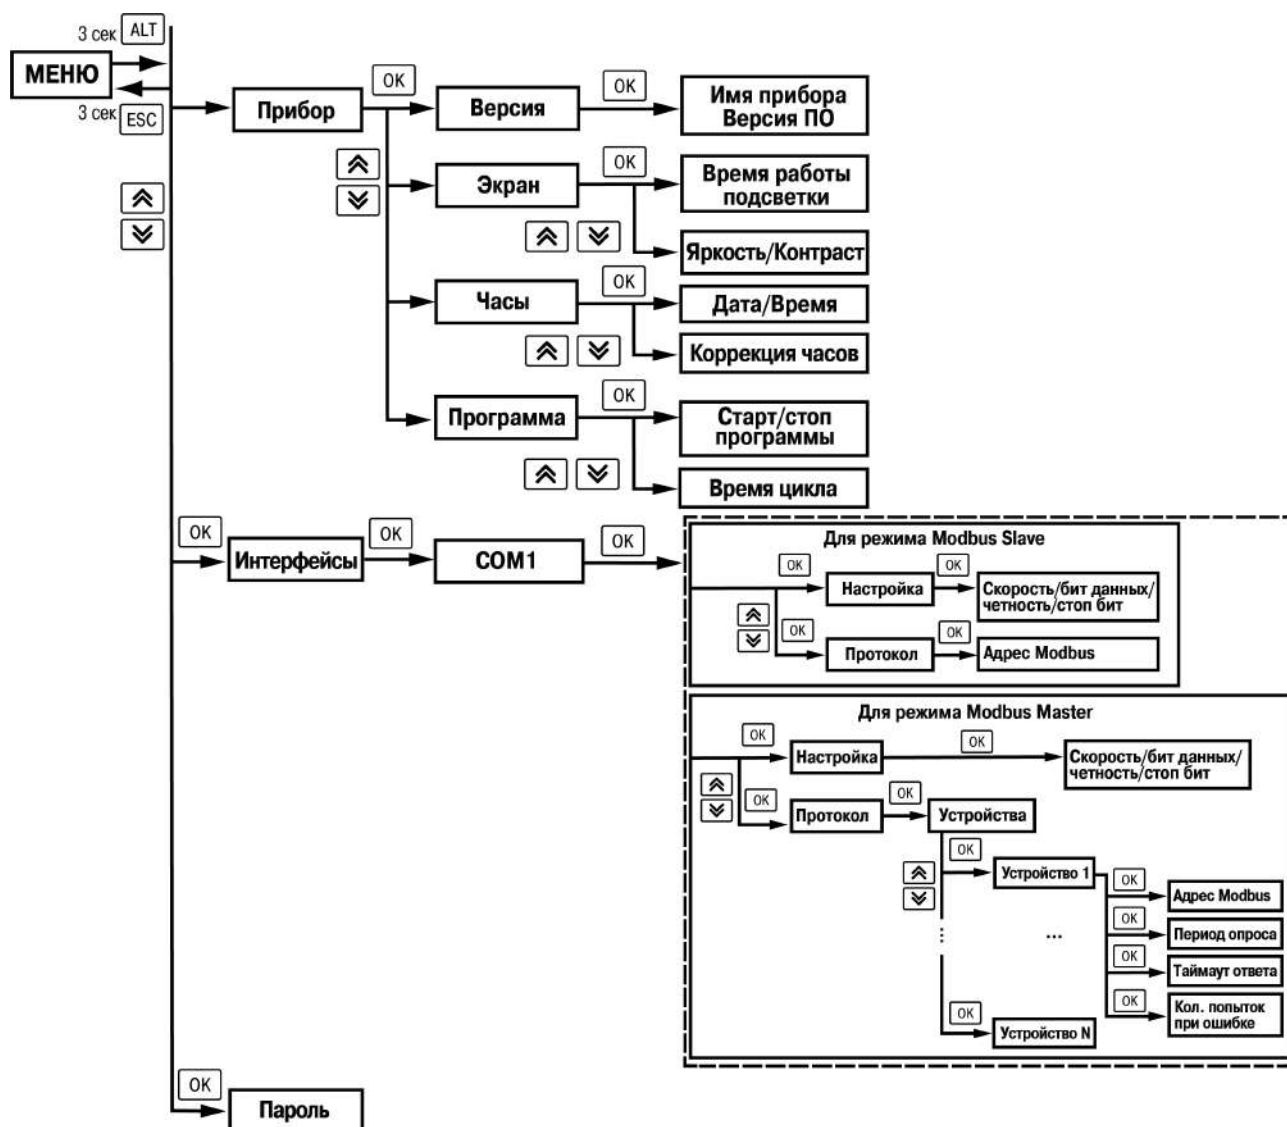 3 сек ALT
МЕНЮ
3 сек ESC
Прибор
OK
Версия
OK
Имя прибора
Версия ПО
Экран
OK
Время работы
подсветки
Яркость/Контраст
Часы
OK
Дата/Время
Коррекция часов
Программа
OK
Старт/стоп
программы
Время цикла
OK
Интерфейсы
OK
COM1
OK
Для режима Modbus Slave
OK
Настройка
OK
Скорость/бит данных/
четность/стоп бит
OK
Протокол
OK
Адрес Modbus
Для режима Modbus Master
OK
Настройка
OK
Скорость/бит данных/
четность/стоп бит
OK
Протокол
OK
Устройства
OK
Устройство 1
OK
Адрес Modbus
OK
Период опроса
OK
Таймаут ответа
OK
Кол. попыток
при ошибке
...
...
OK
Устройство N
OK
Пароль